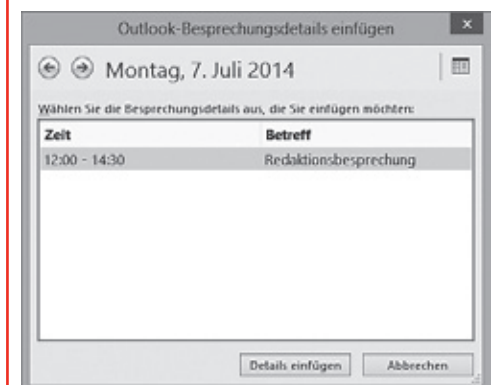 Outlook-Besprechungsdetails einfügen
Montag, 7. Juli 2014
Wählen Sie die Besprechungsdetails aus, die Sie einfügen möchten:
Zeit Betreff
12:00 - 14:30 Redaktionsbesprechung
Details einfügen Abbrechen